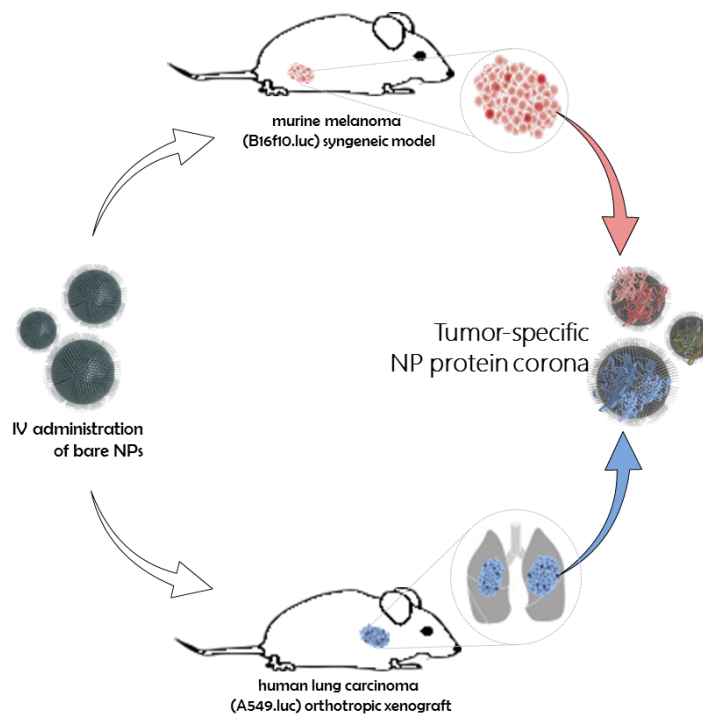 murine melanoma
(B16f10.luc) syngeneic model
Tumor-specific
NP protein corona
IV administration
of bare NPs
human lung carcinoma
(A549.luc) orthotropic xenograft